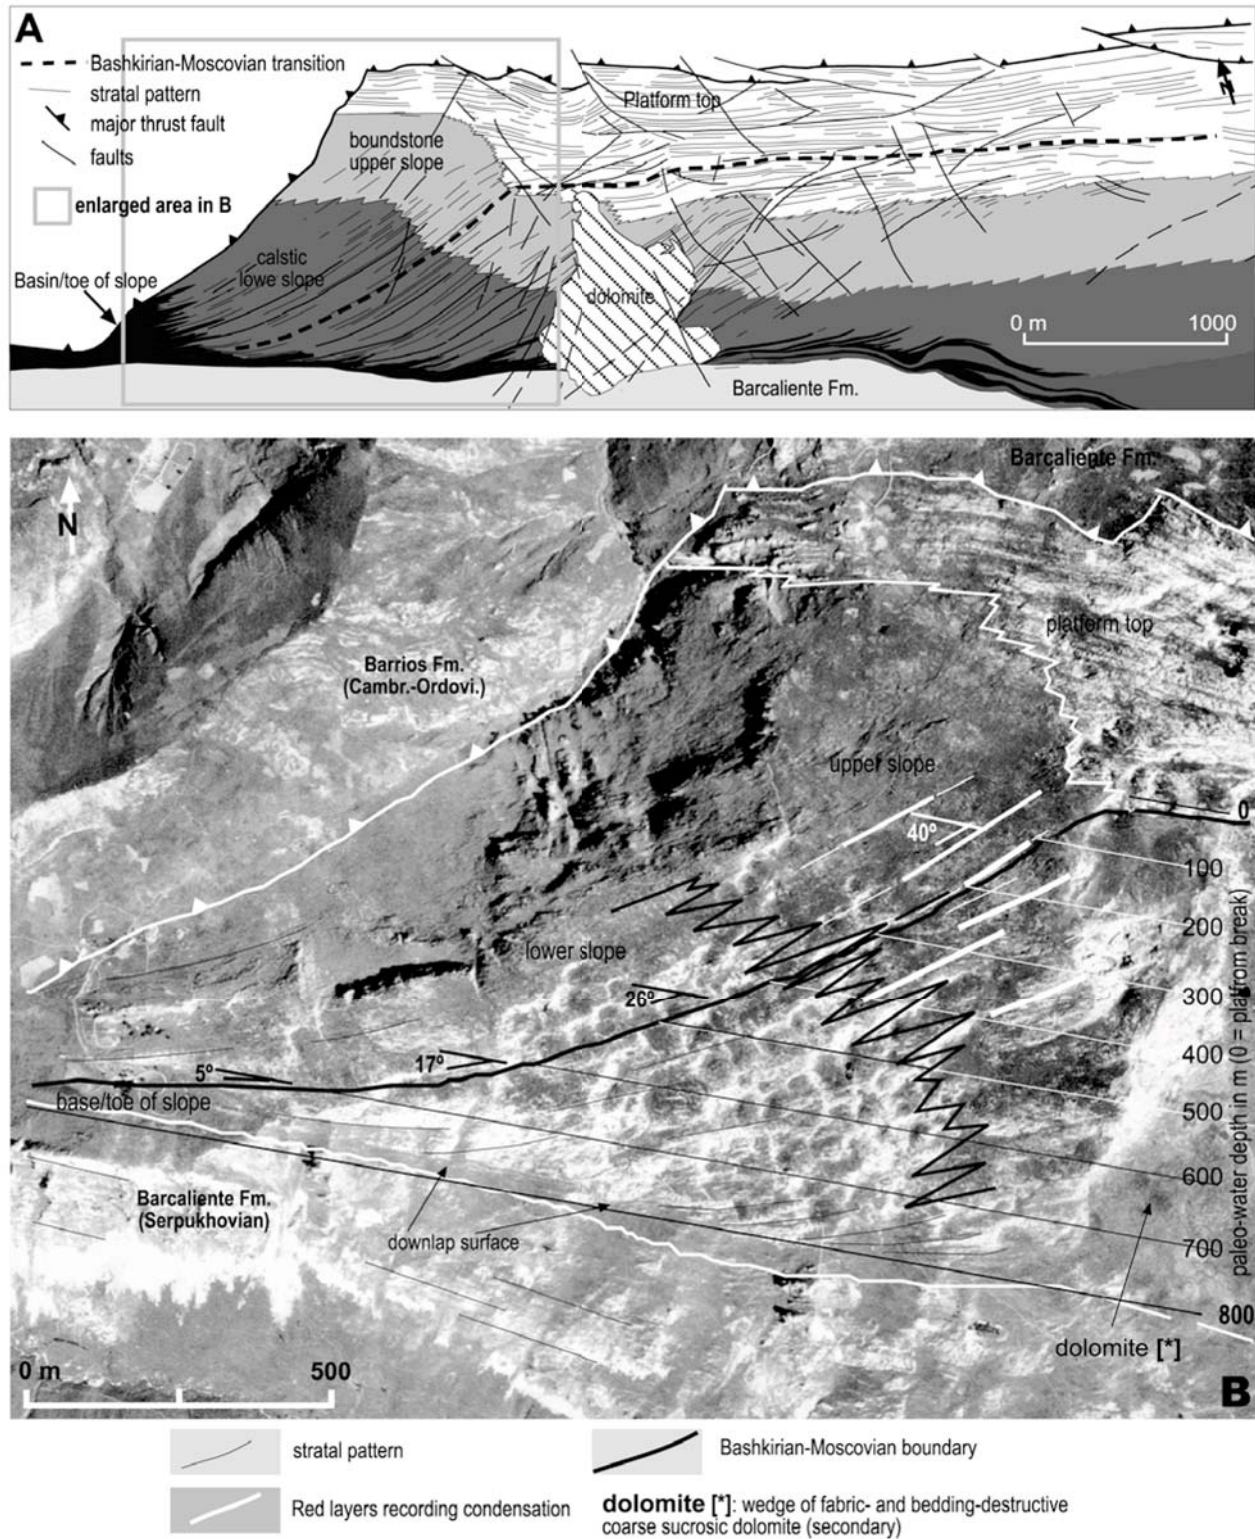 A
Bashkirian-Moscovian transition
stratal pattern
major thrust fault
faults
enlarged area in B
Basin/toe of slope
boundstone
upper slope
calstic
lowe slope
Platform top
dolomite
N
0 m 1000
Barcaliente Fm.
Barcaliente Fm.
N
Barrios Fm.
(Cambr.-Ordovi.)
platform top
upper slope
40º
0
100
200
300
400
500
600
700
800
paleo-water depth in m (0 = platfrom break)
lower slope
26º
17º
5º
base/toe of slope
Barcaliente Fm.
(Serpukhovian)
downlap surface
dolomite [*]
0 m 500
B
stratal pattern
Bashkirian-Moscovian boundary
Red layers recording condensation
dolomite [*]: wedge of fabric- and bedding-destructive
coarse sucrosic dolomite (secondary)